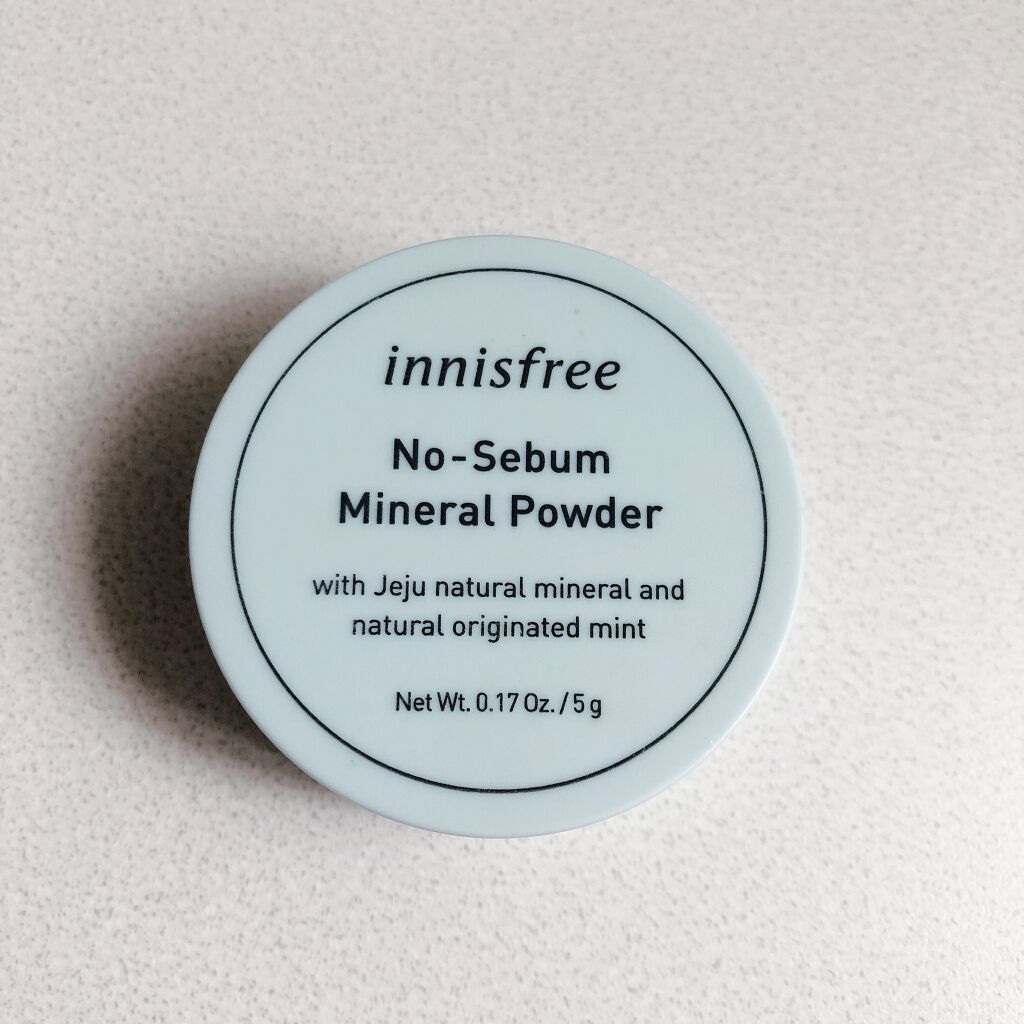 innisfree
No-Sebum
Mineral Powder
with Jeju natural mineral and
natural originated mint
Net Wt. 0.17 Oz. / 5 g